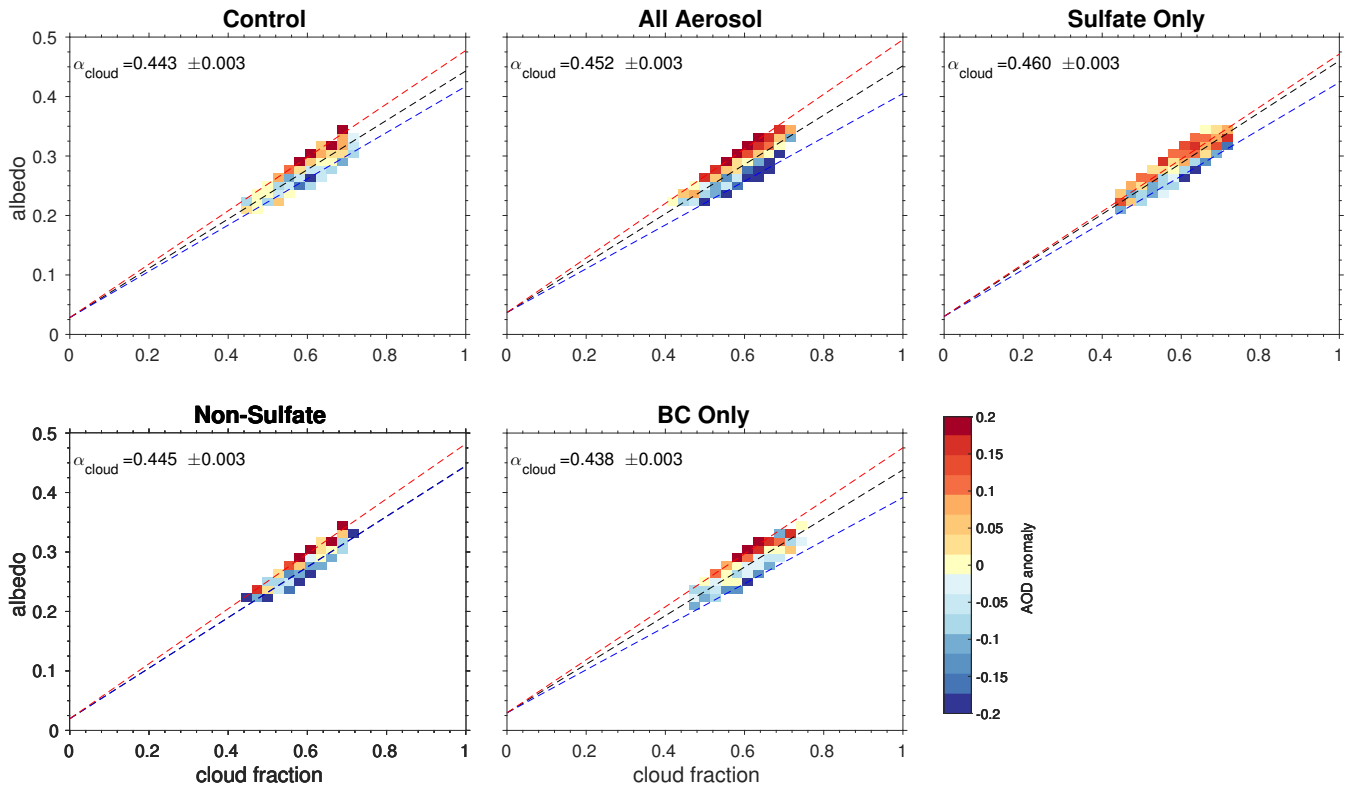 Control
All Aerosol
Sulfate Only
αcloud =0.443 ±0.003
αcloud =0.452 ±0.003
αcloud =0.460 ±0.003
albedo
0.5
0.4
0.3
0.2
0.1
0
0 0.2 0.4 0.6 0.8 1
0 0.2 0.4 0.6 0.8 1
0 0.2 0.4 0.6 0.8 1
Non-Sulfate
BC Only
αcloud =0.445 ±0.003
αcloud =0.438 ±0.003
albedo
0.5
0.4
0.3
0.2
0.1
0
0 0.2 0.4 0.6 0.8 1
0 0.2 0.4 0.6 0.8 1
cloud fraction
cloud fraction
0.2
0.15
0.1
0.05
0
-0.05
-0.1
-0.15
-0.2
AOD anomaly